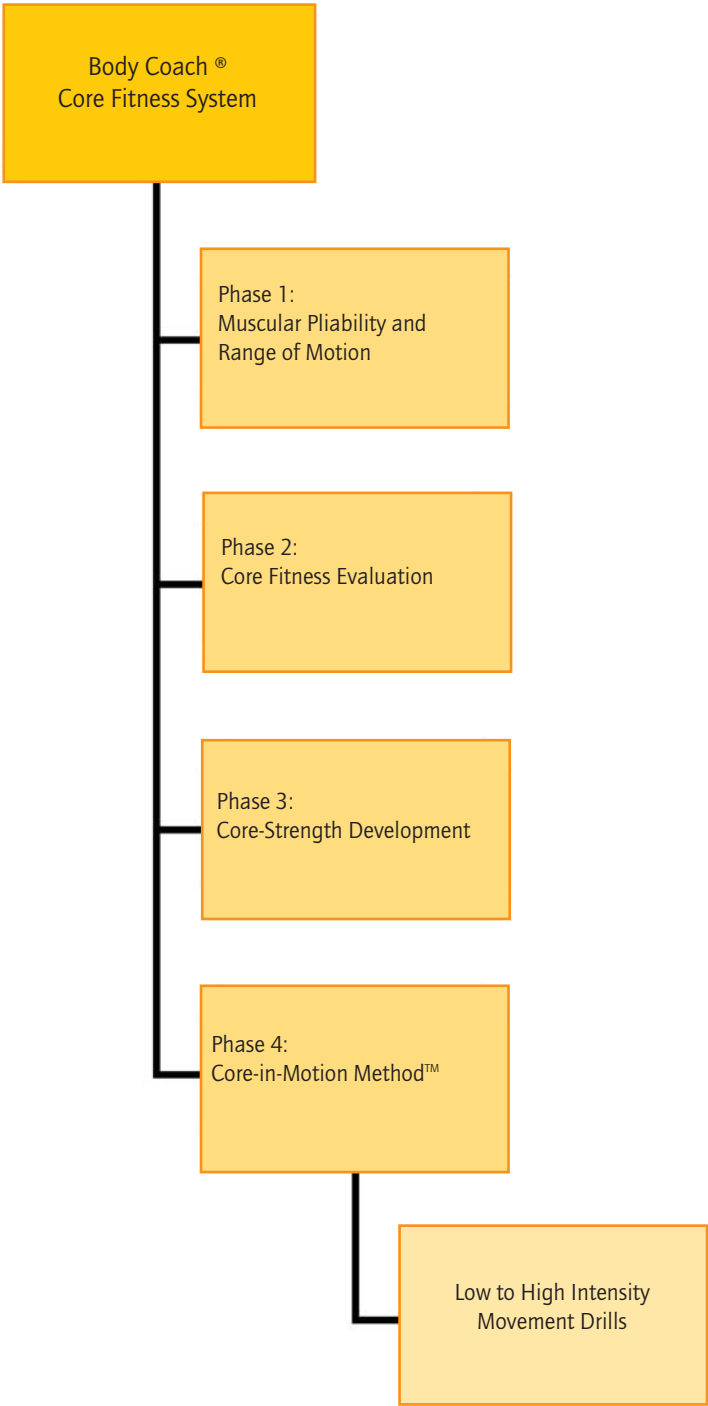 Body Coach ®
Core Fitness System
Phase 1:
Muscular Pliability and
Range of Motion
Phase 2:
Core Fitness Evaluation
Phase 3:
Core-Strength Development
Phase 4:
Core-in-Motion Method™
Low to High Intensity
Movement Drills